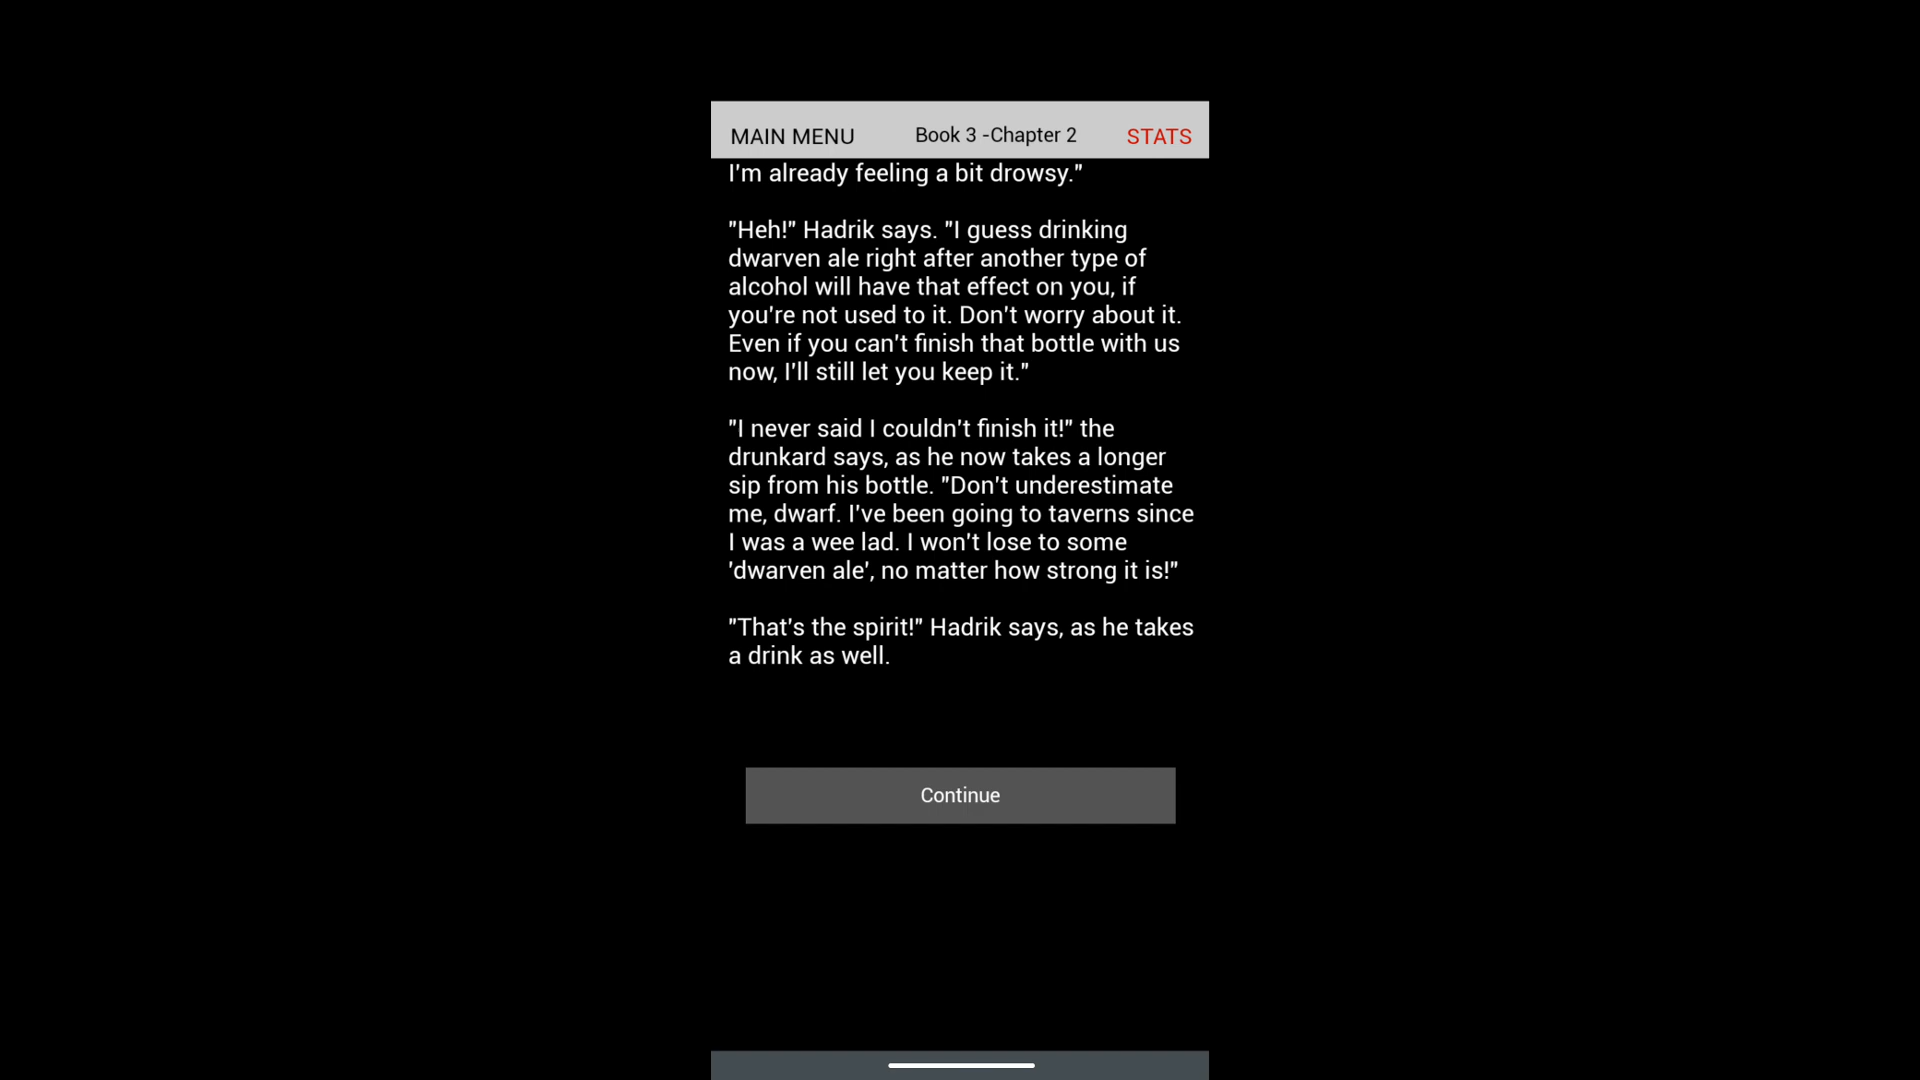 MAIN MENU Book 3 -Chapter 2 STATS
I'm already feeling a bit drowsy."
"Heh!" Hadrik says. "I guess drinking
dwarven ale right after another type of
alcohol will have that effect on you, if
you're not used to it. Don't worry about it.
Even if you can't finish that bottle with us
now, I'll still let you keep it."
"I never said I couldn't finish it!" the
drunkard says, as he now takes a longer
sip from his bottle. "Don't underestimate
me, dwarf. I've been going to taverns since
I was a wee lad. I won't lose to some
'dwarven ale', no matter how strong it is!"
"That's the spirit!" Hadrik says, as he takes
a drink as well.
Continue